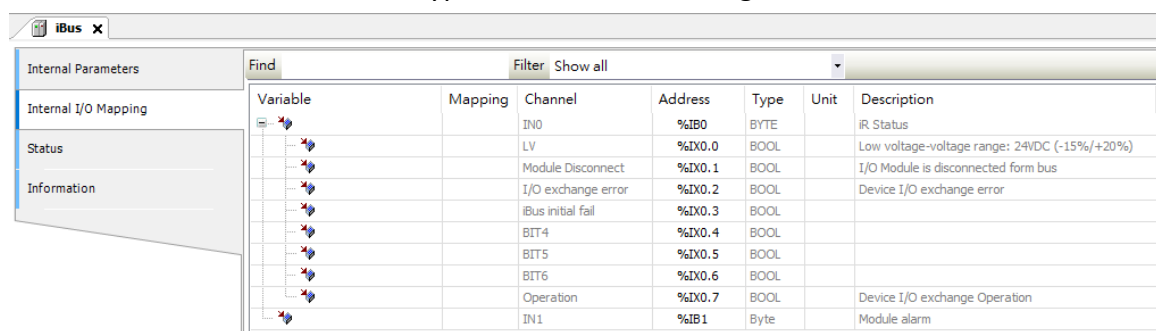 iBus x
Internal Parameters
Internal I/O Mapping
Status
Information
Find Filter Show all
Variable Mapping Channel Address Type Unit Description
IN0 %IB0 BYTE iR Status
LV %IX0.0 BOOL Low voltage-voltage range: 24VDC (-15%/+20%)
Module Disconnect %IX0.1 BOOL I/O Module is disconnected form bus
I/O exchange error %IX0.2 BOOL Device I/O exchange error
iBus initial fail %IX0.3 BOOL
BIT4 %IX0.4 BOOL
BIT5 %IX0.5 BOOL
BIT6 %IX0.6 BOOL
Operation %IX0.7 BOOL Device I/O exchange Operation
IN1 %IB1 Byte Module alarm